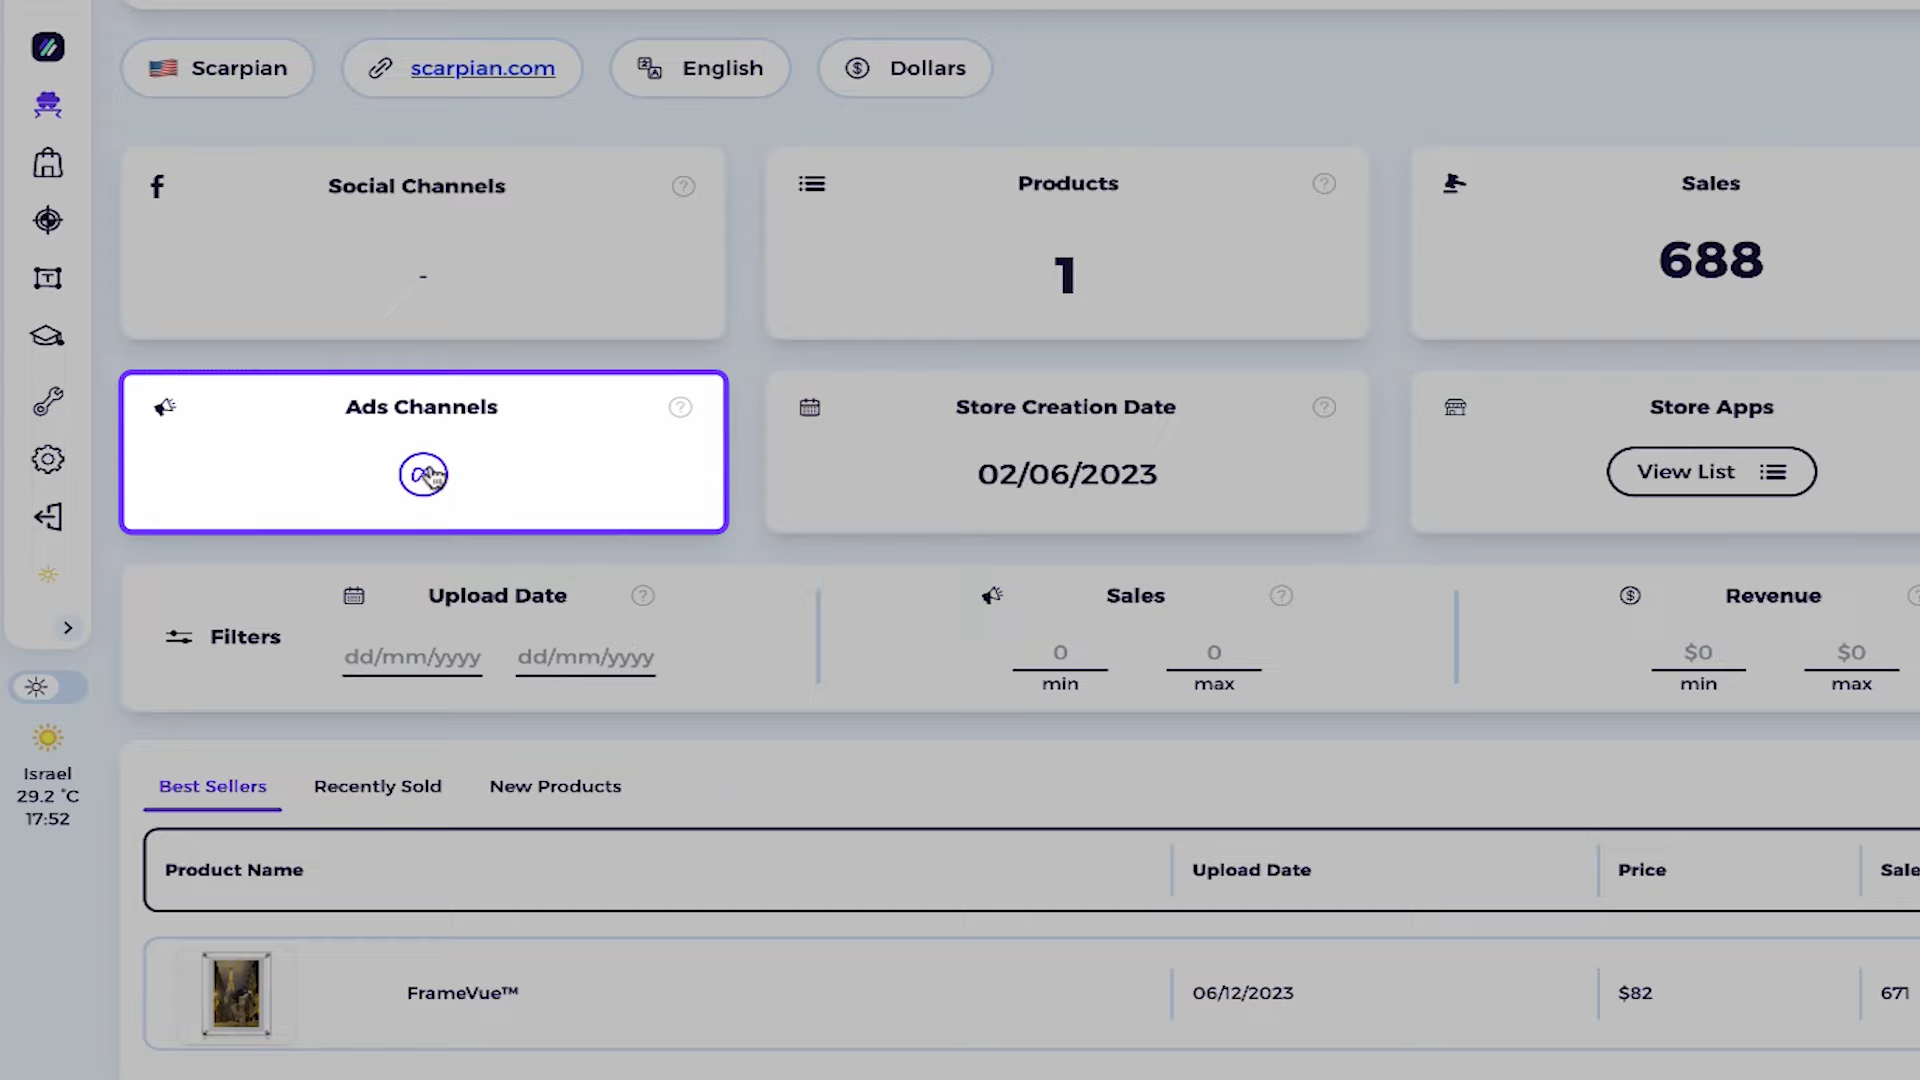 Scarpian
scarpian.com
English
Dollars
Social Channels
-
Products
1
Sales
688
Ads Channels
Store Creation Date
02/06/2023
Store Apps
View List
Filters
Upload Date
dd/mm/yyyy dd/mm/yyyy
Sales
0 0
min max
Revenue
$0 $0
min max
Israel
29.2 °C
17:52
Best Sellers Recently Sold New Products
Product Name Upload Date Price Sale
FrameVue™ 06/12/2023 $82 671